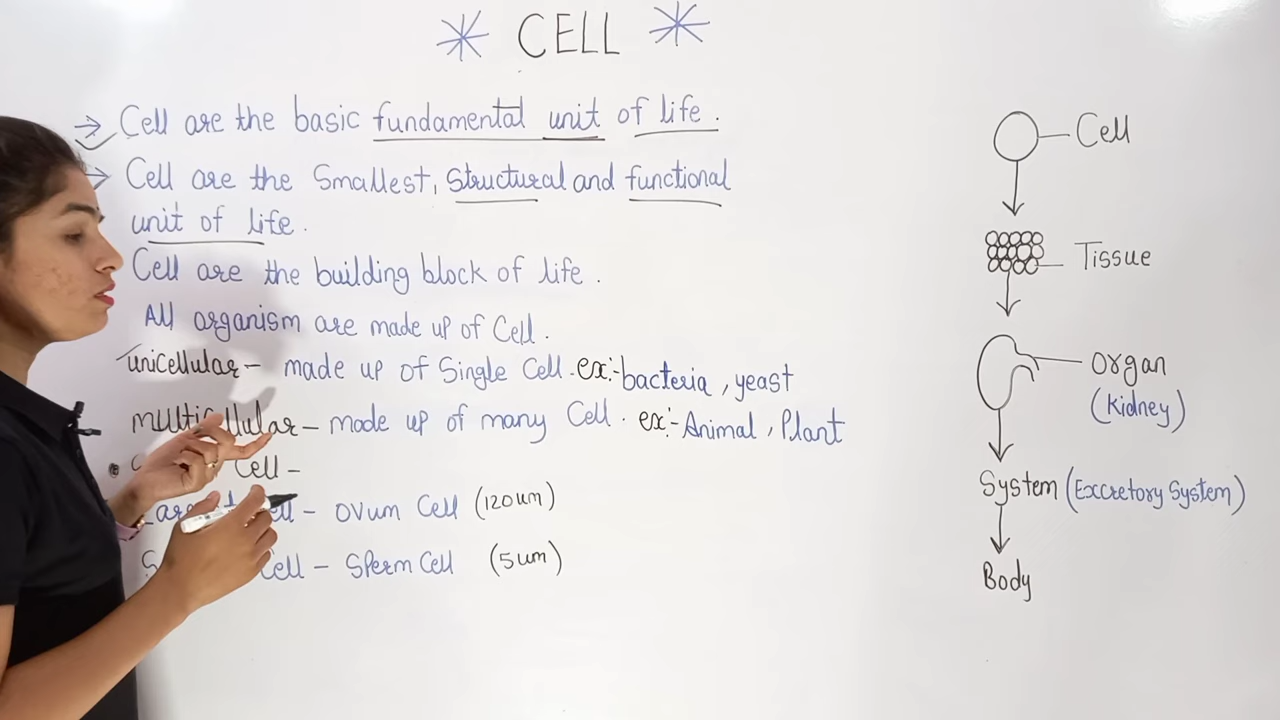 CELL
Cell are the basic fundamental unit of life.
Cell are the Smallest, Structural and functional
unit of life.
Cell are the building block of life.
All organism are made up of Cell.
unicellular - made up of Single Cell. ex:- bacteria, yeast
multicellular - made up of many Cell. ex:- Animal, Plant
Cell -
Cell - ovum Cell (120um)
Cell - Sperm Cell (5um)
Cell
Tissue
organ
(kidney)
System (Excretory System)
Body